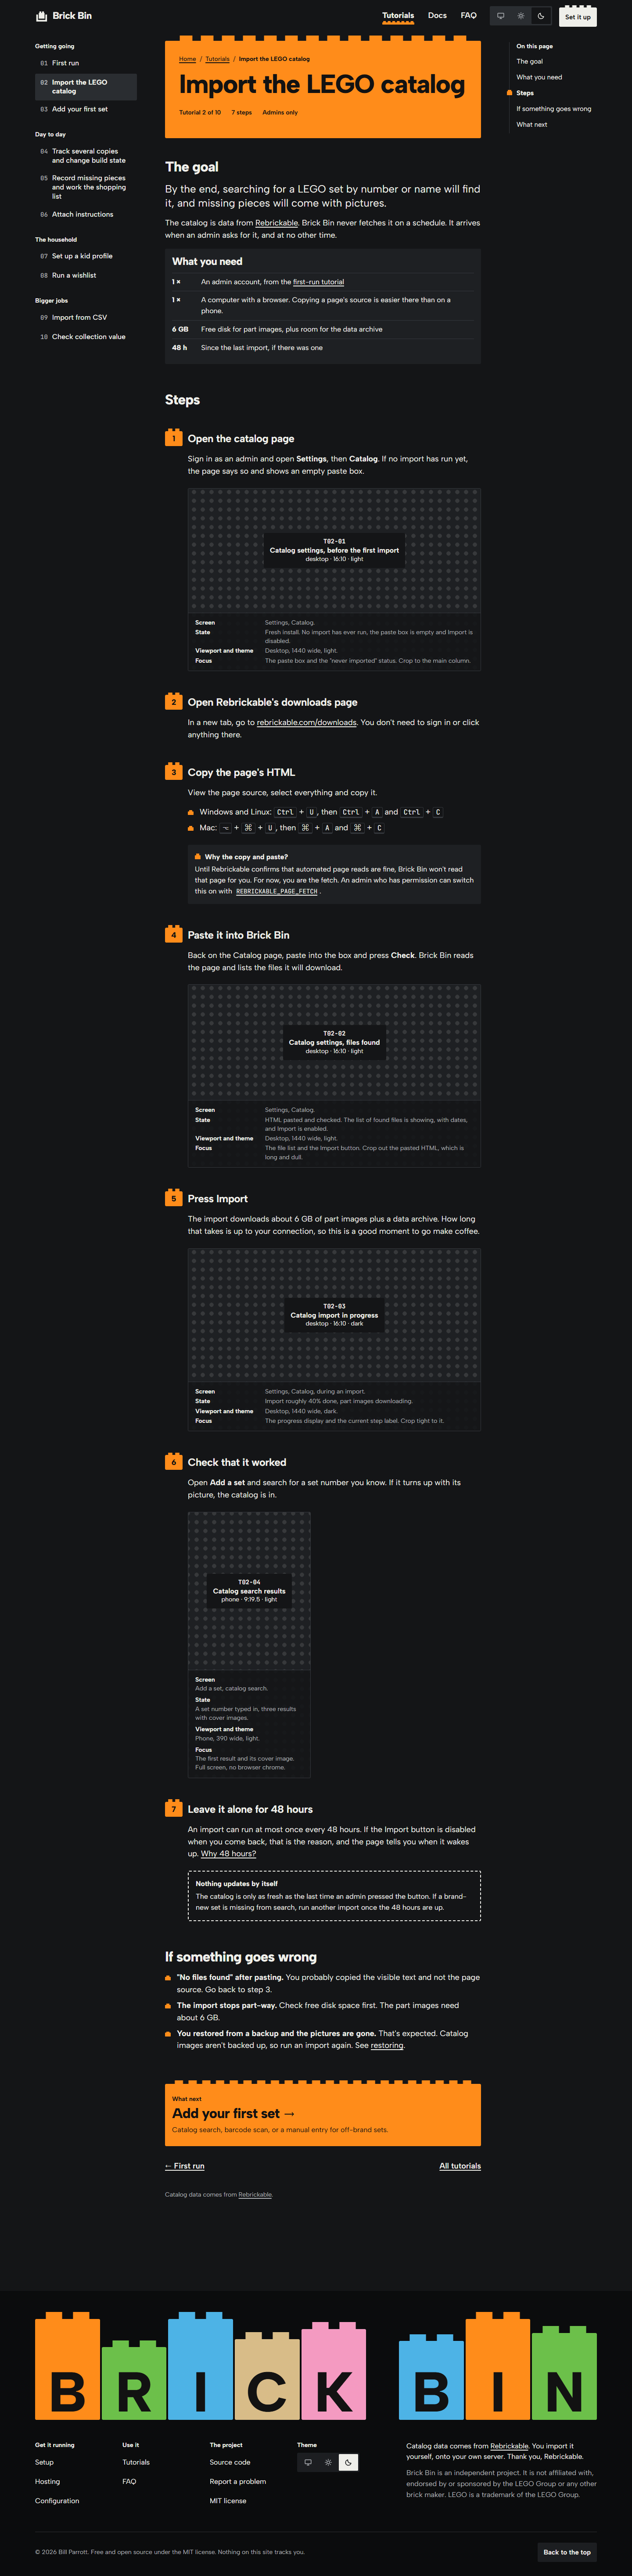 Brick Bin
Tutorials
Docs
FAQ
Set it up
Getting going
01 First run
02 Import the LEGO
catalog
03 Add your first set
Day to day
04 Track several copies
and change build state
05 Record missing pieces
and work the shopping
list
06 Attach instructions
The household
07 Set up a kid profile
08 Run a wishlist
Bigger jobs
09 Import from CSV
10 Check collection value
Home / Tutorials / Import the LEGO catalog
Import the LEGO catalog
Tutorial 2 of 10 7 steps Admins only
On this page
The goal
What you need
Steps
If something goes wrong
What next
The goal
By the end, searching for a LEGO set by number or name will find
it, and missing pieces will come with pictures.
The catalog is data from Rebrickable. Brick Bin never fetches it on a schedule. It arrives
when an admin asks for it, and at no other time.
What you need
1 × An admin account, from the first-run tutorial
1 × A computer with a browser. Copying a page's source is easier there than on a
phone.
6 GB Free disk for part images, plus room for the data archive
48 h Since the last import, if there was one
Steps
1 Open the catalog page
Sign in as an admin and open Settings, then Catalog. If no import has run yet,
the page says so and shows an empty paste box.
T02-01
Catalog settings, before the first import
desktop · 16:10 · light
Screen Settings, Catalog.
State Fresh install. No import has ever run, the paste box is empty and Import is
disabled.
Viewport and theme Desktop, 1440 wide, light.
Focus The paste box and the "never imported" status. Crop to the main column.
2 Open Rebrickable's downloads page
In a new tab, go to rebrickable.com/downloads. You don't need to sign in or click
anything there.
3 Copy the page's HTML
View the page source, select everything and copy it.
Windows and Linux: Ctrl + U, then Ctrl + A and Ctrl + C
Mac: ⌥ + ⌘ + U, then ⌘ + A and ⌘ + C
Why the copy and paste?
Until Rebrickable confirms that automated page reads are fine, Brick Bin won't read
that page for you. For now, you are the fetch. An admin who has permission can switch
this on with REBRICKABLE_PAGE_FETCH.
4 Paste it into Brick Bin
Back on the Catalog page, paste into the box and press Check. Brick Bin reads
the page and lists the files it will download.
T02-02
Catalog settings, files found
desktop · 16:10 · light
Screen Settings, Catalog.
State HTML pasted and checked. The list of found files is showing, with dates,
and Import is enabled.
Viewport and theme Desktop, 1440 wide, light.
Focus The file list and the Import button. Crop out the pasted HTML, which is
long and dull.
5 Press Import
The import downloads about 6 GB of part images plus a data archive. How long
that takes is up to your connection, so this is a good moment to go make coffee.
T02-03
Catalog import in progress
desktop · 16:10 · dark
Screen Settings, Catalog, during an import.
State Import roughly 40% done, part images downloading.
Viewport and theme Desktop, 1440 wide, dark.
Focus The progress display and the current step label. Crop tight to it.
6 Check that it worked
Open Add a set and search for a set number you know. If it turns up with its
picture, the catalog is in.
T02-04
Catalog search results
phone · 9:19.5 · light
Screen
Add a set, catalog search.
State
A set number typed in, three results
with cover images.
Viewport and theme
Phone, 390 wide, light.
Focus
The first result and its cover image.
Full screen, no browser chrome.
7 Leave it alone for 48 hours
An import can run at most once every 48 hours. If the Import button is disabled
when you come back, that is the reason, and the page tells you when it wakes
up. Why 48 hours?
Nothing updates by itself
The catalog is only as fresh as the last time an admin pressed the button. If a brand-
new set is missing from search, run another import once the 48 hours are up.
If something goes wrong
"No files found" after pasting. You probably copied the visible text and not the page
source. Go back to step 3.
The import stops part-way. Check free disk space first. The part images need
about 6 GB.
You restored from a backup and the pictures are gone. That's expected. Catalog
images aren't backed up, so run an import again. See restoring.
What next
Add your first set →
Catalog search, barcode scan, or a manual entry for off-brand sets.
← First run
All tutorials
Catalog data comes from Rebrickable.
BRICK BIN
Get it running
Setup
Hosting
Configuration
Use it
Tutorials
FAQ
The project
Source code
Report a problem
MIT license
Theme
Catalog data comes from Rebrickable. You import it
yourself, onto your own server. Thank you, Rebrickable.
Brick Bin is an independent project. It is not affiliated with,
endorsed by or sponsored by the LEGO Group or any other
brick maker. LEGO is a trademark of the LEGO Group.
© 2026 Bill Parrott. Free and open source under the MIT license. Nothing on this site tracks you.
Back to the top